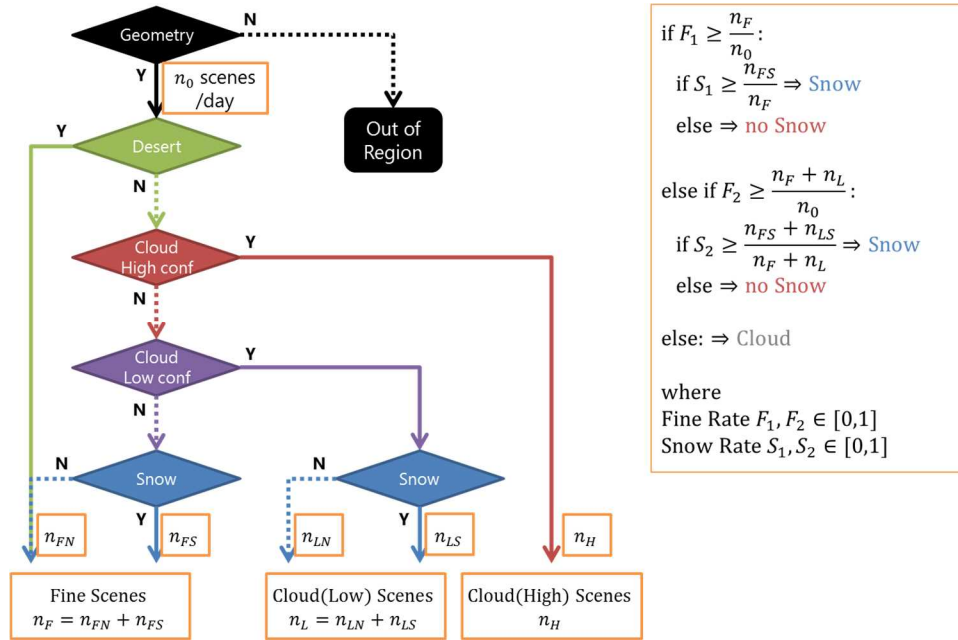 Geometry
N
Y
n₀ scenes
/day
Out of
Region
Y
Desert
N
Cloud
High conf
Y
N
Cloud
Low conf
Y
N
N
Snow
Y
N
Snow
Y
n_FN
n_FS
n_LN
n_LS
n_H
Fine Scenes
n_F = n_FN + n_FS
Cloud(Low) Scenes
n_L = n_LN + n_LS
Cloud(High) Scenes
n_H
if F₁ ≥ n_F/n₀:
if S₁ ≥ n_FS/n_F ⇒ Snow
else ⇒ no Snow
else if F₂ ≥ (n_F + n_L)/n₀:
if S₂ ≥ (n_FS + n_LS)/(n_F + n_L) ⇒ Snow
else ⇒ no Snow
else: ⇒ Cloud
where
Fine Rate F₁, F₂ ∈ [0,1]
Snow Rate S₁, S₂ ∈ [0,1]